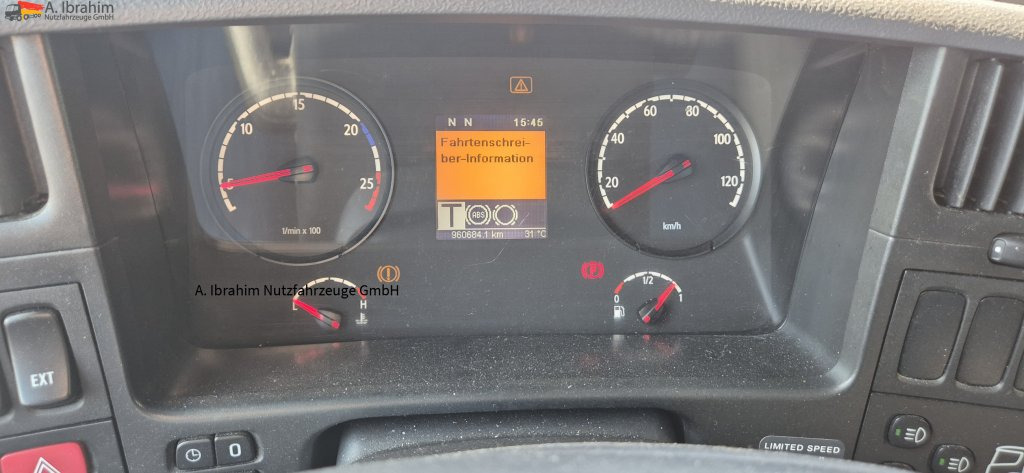 A. Ibrahim
Nutzfahrzeuge GmbH
5
10
15
20
25
1/min x 100
N N 15:45
Fahrtenschrei-
ber-Information
T ABS
960684.1 km 31 °C
20
40
60
80
100
120
km/h
A. Ibrahim Nutzfahrzeuge GmbH
H
P
0
1/2
1
EXT
0
LIMITED SPEED